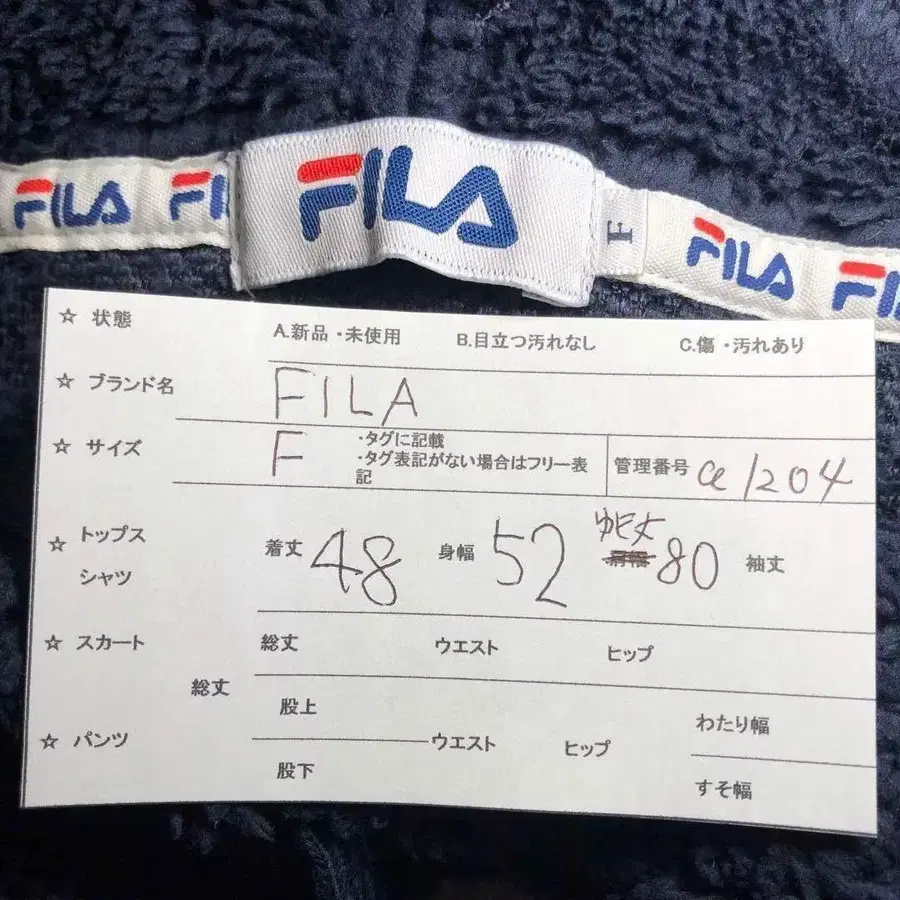 FILA FILA FILA F FILA FILA
☆ 状態 A.新品・未使用 B.目立つ汚れなし C.傷・汚れあり
☆ ブランド名 FILA
☆ サイズ F ・タグに記載
・タグ表記がない場合はフリー表
記
管理番号 a1204
☆ トップス
シャツ
着丈 48 身幅 52 ゆき丈 肩幅 80 袖丈
☆ スカート 総丈 ウエスト ヒップ
☆ パンツ 総丈 股上 ウエスト ヒップ わたり幅
股下 すそ幅